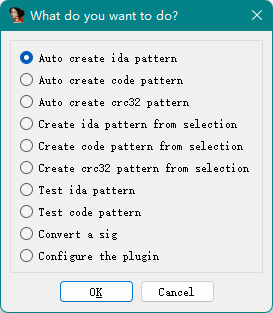 What do you want to do?
Auto create ida pattern
Auto create code pattern
Auto create crc32 pattern
Create ida pattern from selection
Create code pattern from selection
Create crc32 pattern from selection
Test ida pattern
Test code pattern
Convert a sig
Configure the plugin
OK Cancel